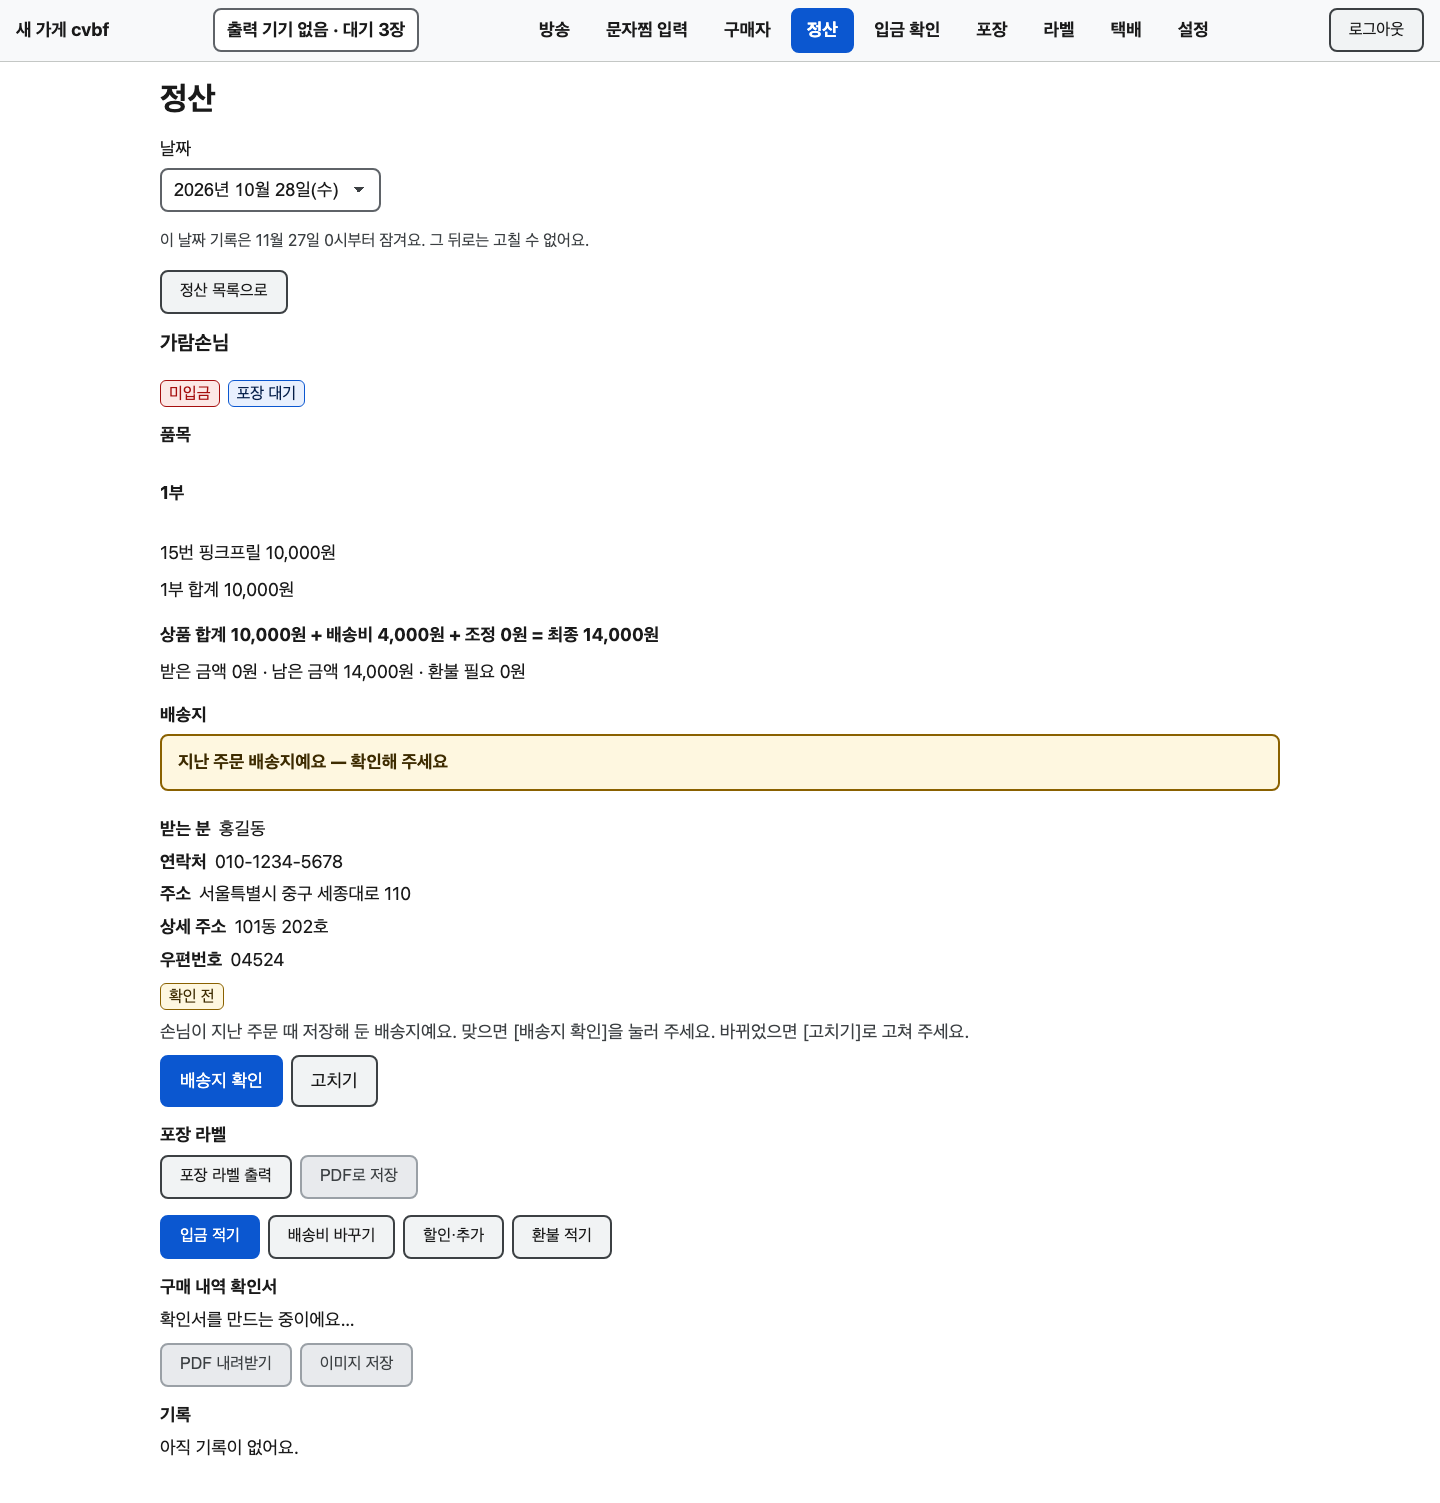 새 가게 cvbf 출력 기기 없음 · 대기 3장 방송 문자찜 입력 구매자 정산 입금 확인 포장 라벨 택배 설정 로그아웃
정산
날짜
2026년 10월 28일(수)
이 날짜 기록은 11월 27일 0시부터 잠겨요. 그 뒤로는 고칠 수 없어요.
정산 목록으로
가람손님
미입금 포장 대기
품목
1부
15번 핑크프릴 10,000원
1부 합계 10,000원
상품 합계 10,000원 + 배송비 4,000원 + 조정 0원 = 최종 14,000원
받은 금액 0원 · 남은 금액 14,000원 · 환불 필요 0원
배송지
지난 주문 배송지예요 — 확인해 주세요
받는 분 홍길동
연락처 010-1234-5678
주소 서울특별시 중구 세종대로 110
상세 주소 101동 202호
우편번호 04524
확인 전
손님이 지난 주문 때 저장해 둔 배송지예요. 맞으면 [배송지 확인]을 눌러 주세요. 바뀌었으면 [고치기]로 고쳐 주세요.
배송지 확인 고치기
포장 라벨
포장 라벨 출력 PDF로 저장
입금 적기 배송비 바꾸기 할인·추가 환불 적기
구매 내역 확인서
확인서를 만드는 중이에요...
PDF 내려받기 이미지 저장
기록
아직 기록이 없어요.